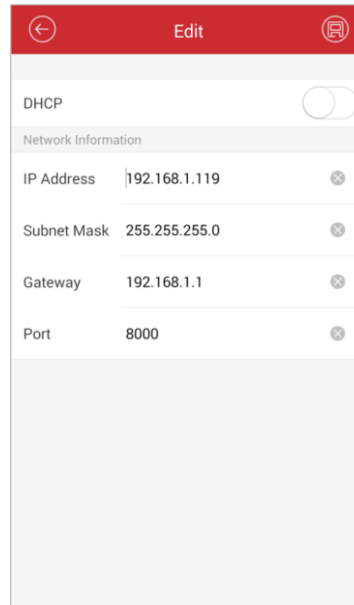 Edit
DHCP
Network Information
IP Address 192.168.1.119
Subnet Mask 255.255.255.0
Gateway 192.168.1.1
Port 8000